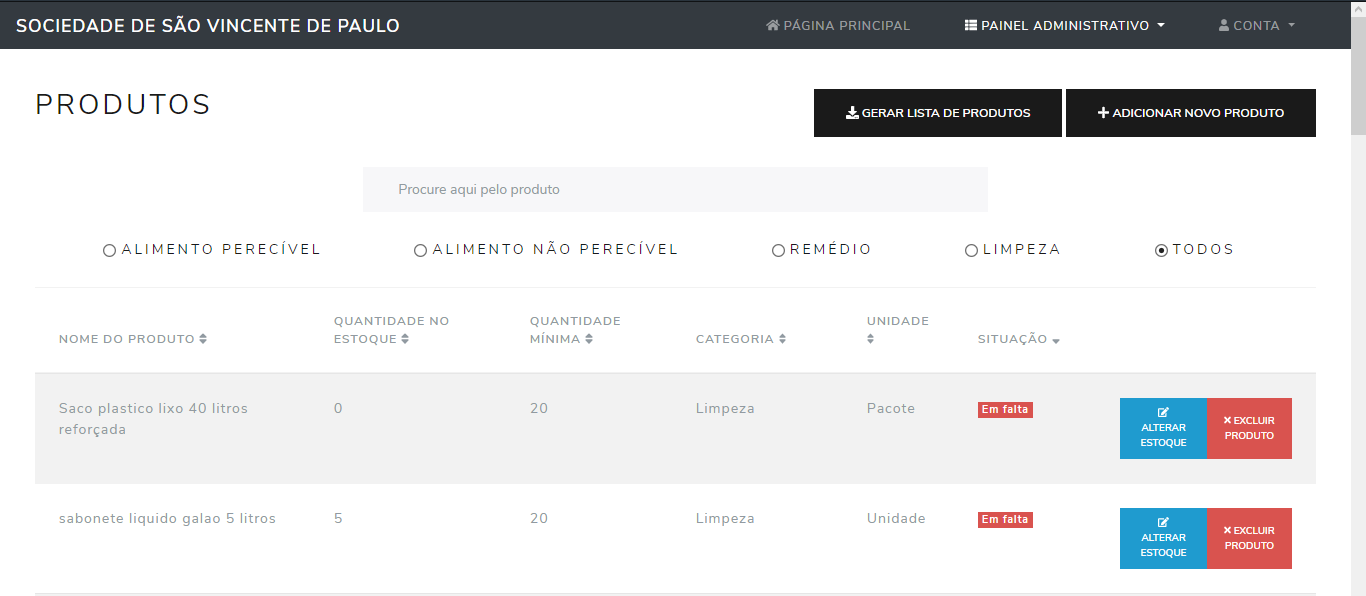 SOCIEDADE DE SÃO VINCENTE DE PAULO
PÁGINA PRINCIPAL
PAINEL ADMINISTRATIVO
CONTA
PRODUTOS
GERAR LISTA DE PRODUTOS
ADICIONAR NOVO PRODUTO
Procure aqui pelo produto
ALIMENTO PERECÍVEL
ALIMENTO NÃO PERECÍVEL
REMÉDIO
LIMPEZA
TODOS
NOME DO PRODUTO
QUANTIDADE NO
ESTOQUE
QUANTIDADE
MÍNIMA
CATEGORIA
UNIDADE
SITUAÇÃO
Saco plastico lixo 40 litros
reforçada
0
20
Limpeza
Pacote
Em falta
ALTERAR
ESTOQUE
EXCLUIR
PRODUTO
sabonete liquido galao 5 litros
5
20
Limpeza
Unidade
Em falta
ALTERAR
ESTOQUE
EXCLUIR
PRODUTO